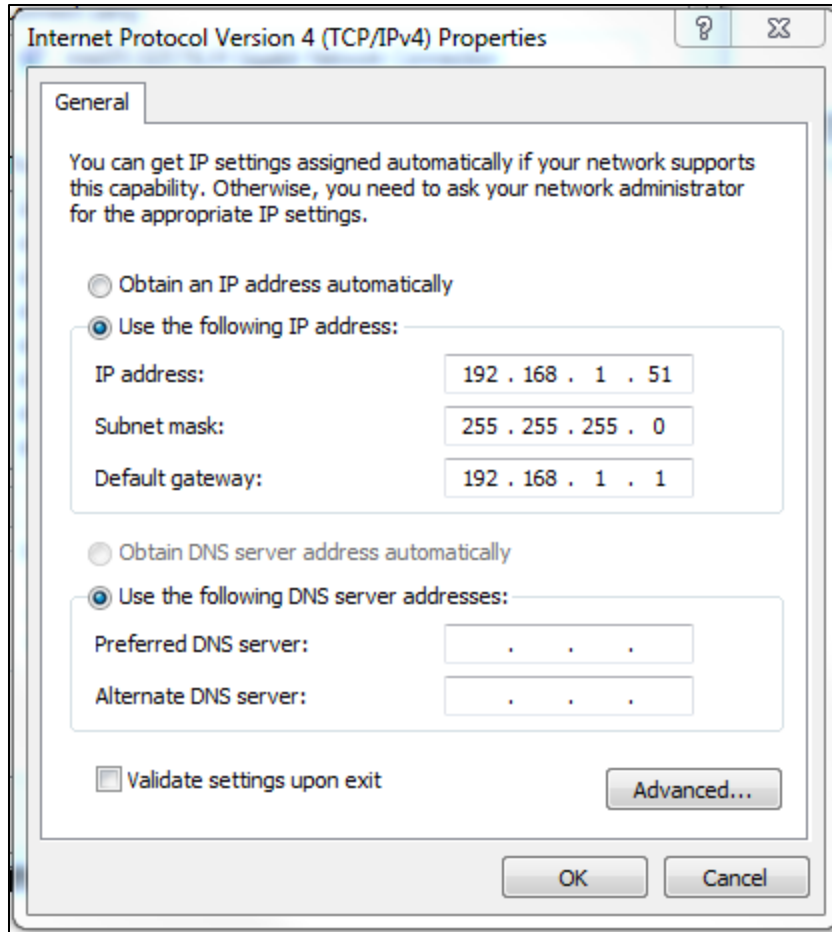 Internet Protocol Version 4 (TCP/IPv4) Properties
General
You can get IP settings assigned automatically if your network supports
this capability. Otherwise, you need to ask your network administrator
for the appropriate IP settings.
Obtain an IP address automatically
Use the following IP address:
IP address: 192 . 168 . 1 . 51
Subnet mask: 255 . 255 . 255 . 0
Default gateway: 192 . 168 . 1 . 1
Obtain DNS server address automatically
Use the following DNS server addresses:
Preferred DNS server: . . .
Alternate DNS server: . . .
Validate settings upon exit
Advanced...
OK Cancel